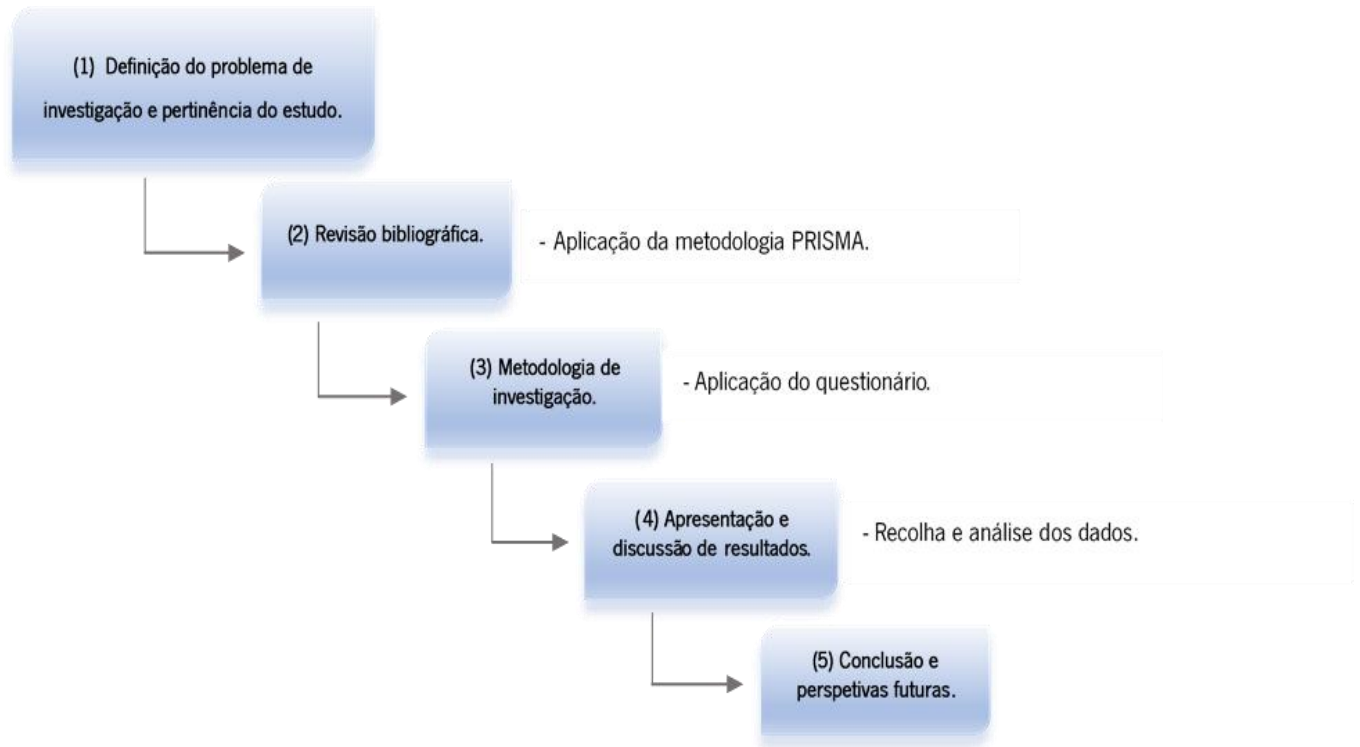 (1) Definição do problema de
investigação e pertinência do estudo.
(2) Revisão bibliográfica.
- Aplicação da metodologia PRISMA.
(3) Metodologia de
investigação.
- Aplicação do questionário.
(4) Apresentação e
discussão de resultados.
- Recolha e análise dos dados.
(5) Conclusão e
perspetivas futuras.